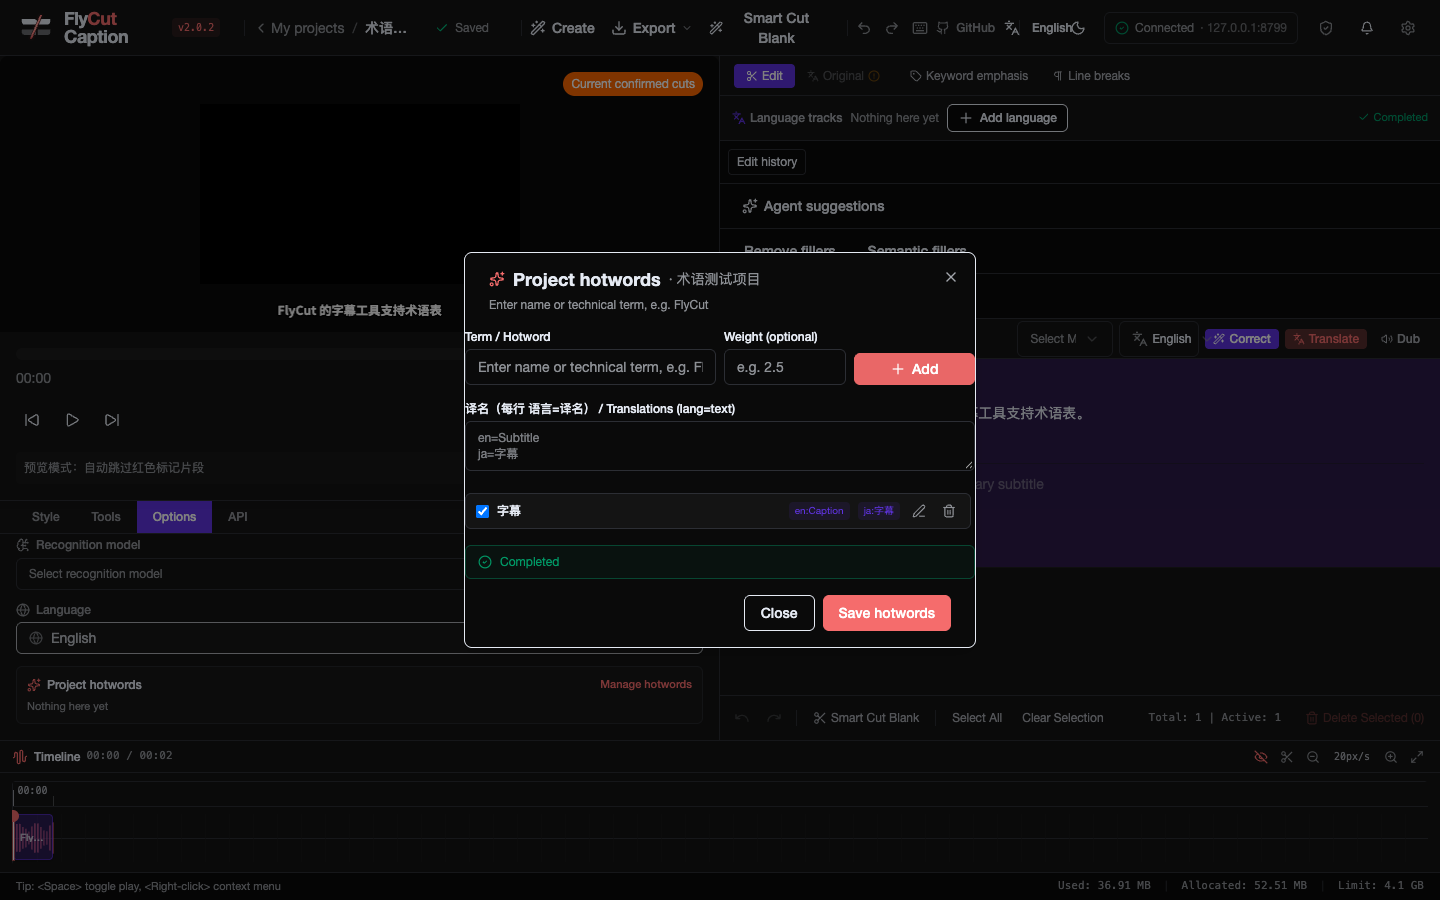 FlyCut
Caption
v2.0.2
My projects / 术语...
Saved
Create
Export
Smart Cut
Blank
GitHub
English
Connected · 127.0.0.1:8799
Current confirmed cuts
FlyCut 的字幕工具支持术语表
00:00
预览模式：自动跳过红色标记片段
Style
Tools
Options
API
Recognition model
Select recognition model
Language
English
Project hotwords
Manage hotwords
Nothing here yet
Edit
Original
Keyword emphasis
Line breaks
Language tracks
Nothing here yet
Add language
Completed
Edit history
Agent suggestions
Remove fillers
Semantic fillers
Select M
English
Correct
Translate
Dub
工具支持术语表。
ary subtitle
Project hotwords · 术语测试项目
Enter name or technical term, e.g. FlyCut
Term / Hotword
Weight (optional)
Enter name or technical term, e.g. Fl
e.g. 2.5
Add
译名（每行 语言=译名） / Translations (lang=text)
en=Subtitle
ja=字幕
字幕
en:Caption
ja:字幕
Completed
Close
Save hotwords
Smart Cut Blank
Select All
Clear Selection
Total: 1 | Active: 1
Delete Selected (0)
Timeline
00:00 / 00:02
20px/s
00:00
Fly...
Tip: <Space> toggle play, <Right-click> context menu
Used: 36.91 MB
Allocated: 52.51 MB
Limit: 4.1 GB